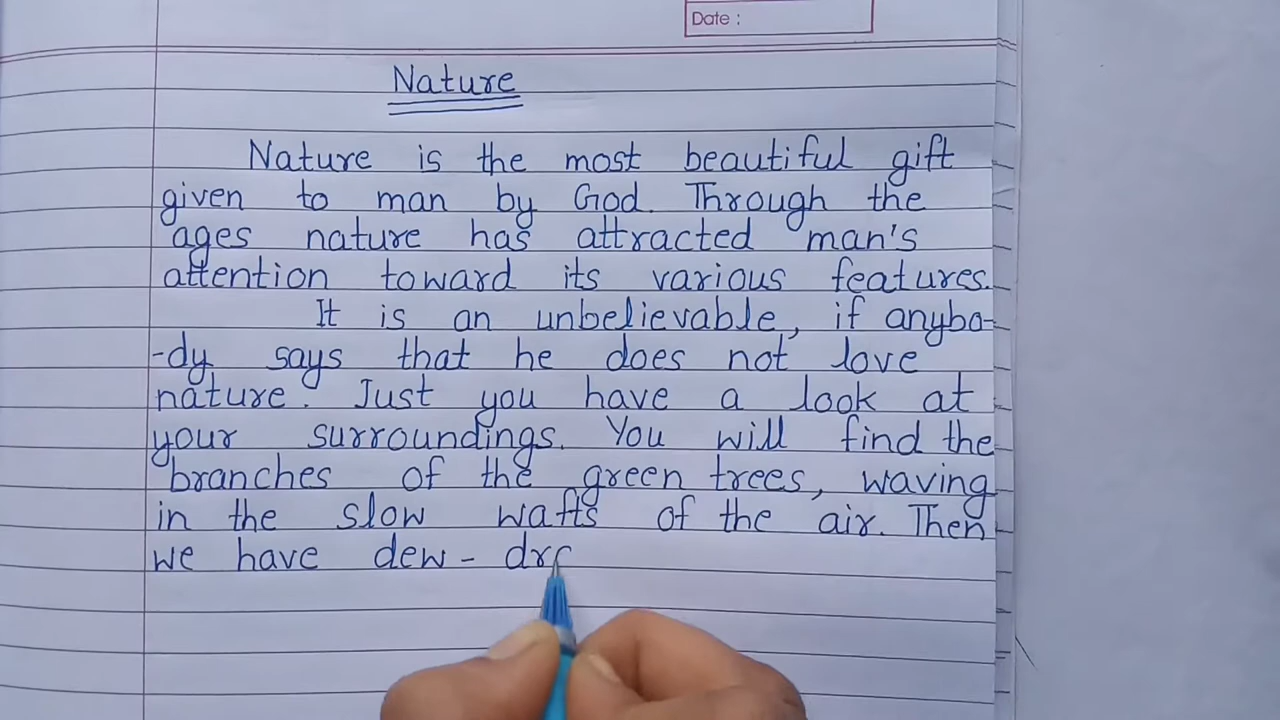 Date :
Nature
Nature is the most beautiful gift
given to man by God. Through the
ages nature has attracted man's
attention toward its various features.
It is an unbelievable, if anybo-
-dy says that he does not love
nature. Just you have a look at
your surroundings. You will find the
branches of the green trees, waving
in the slow wafts of the air. Then
we have dew-